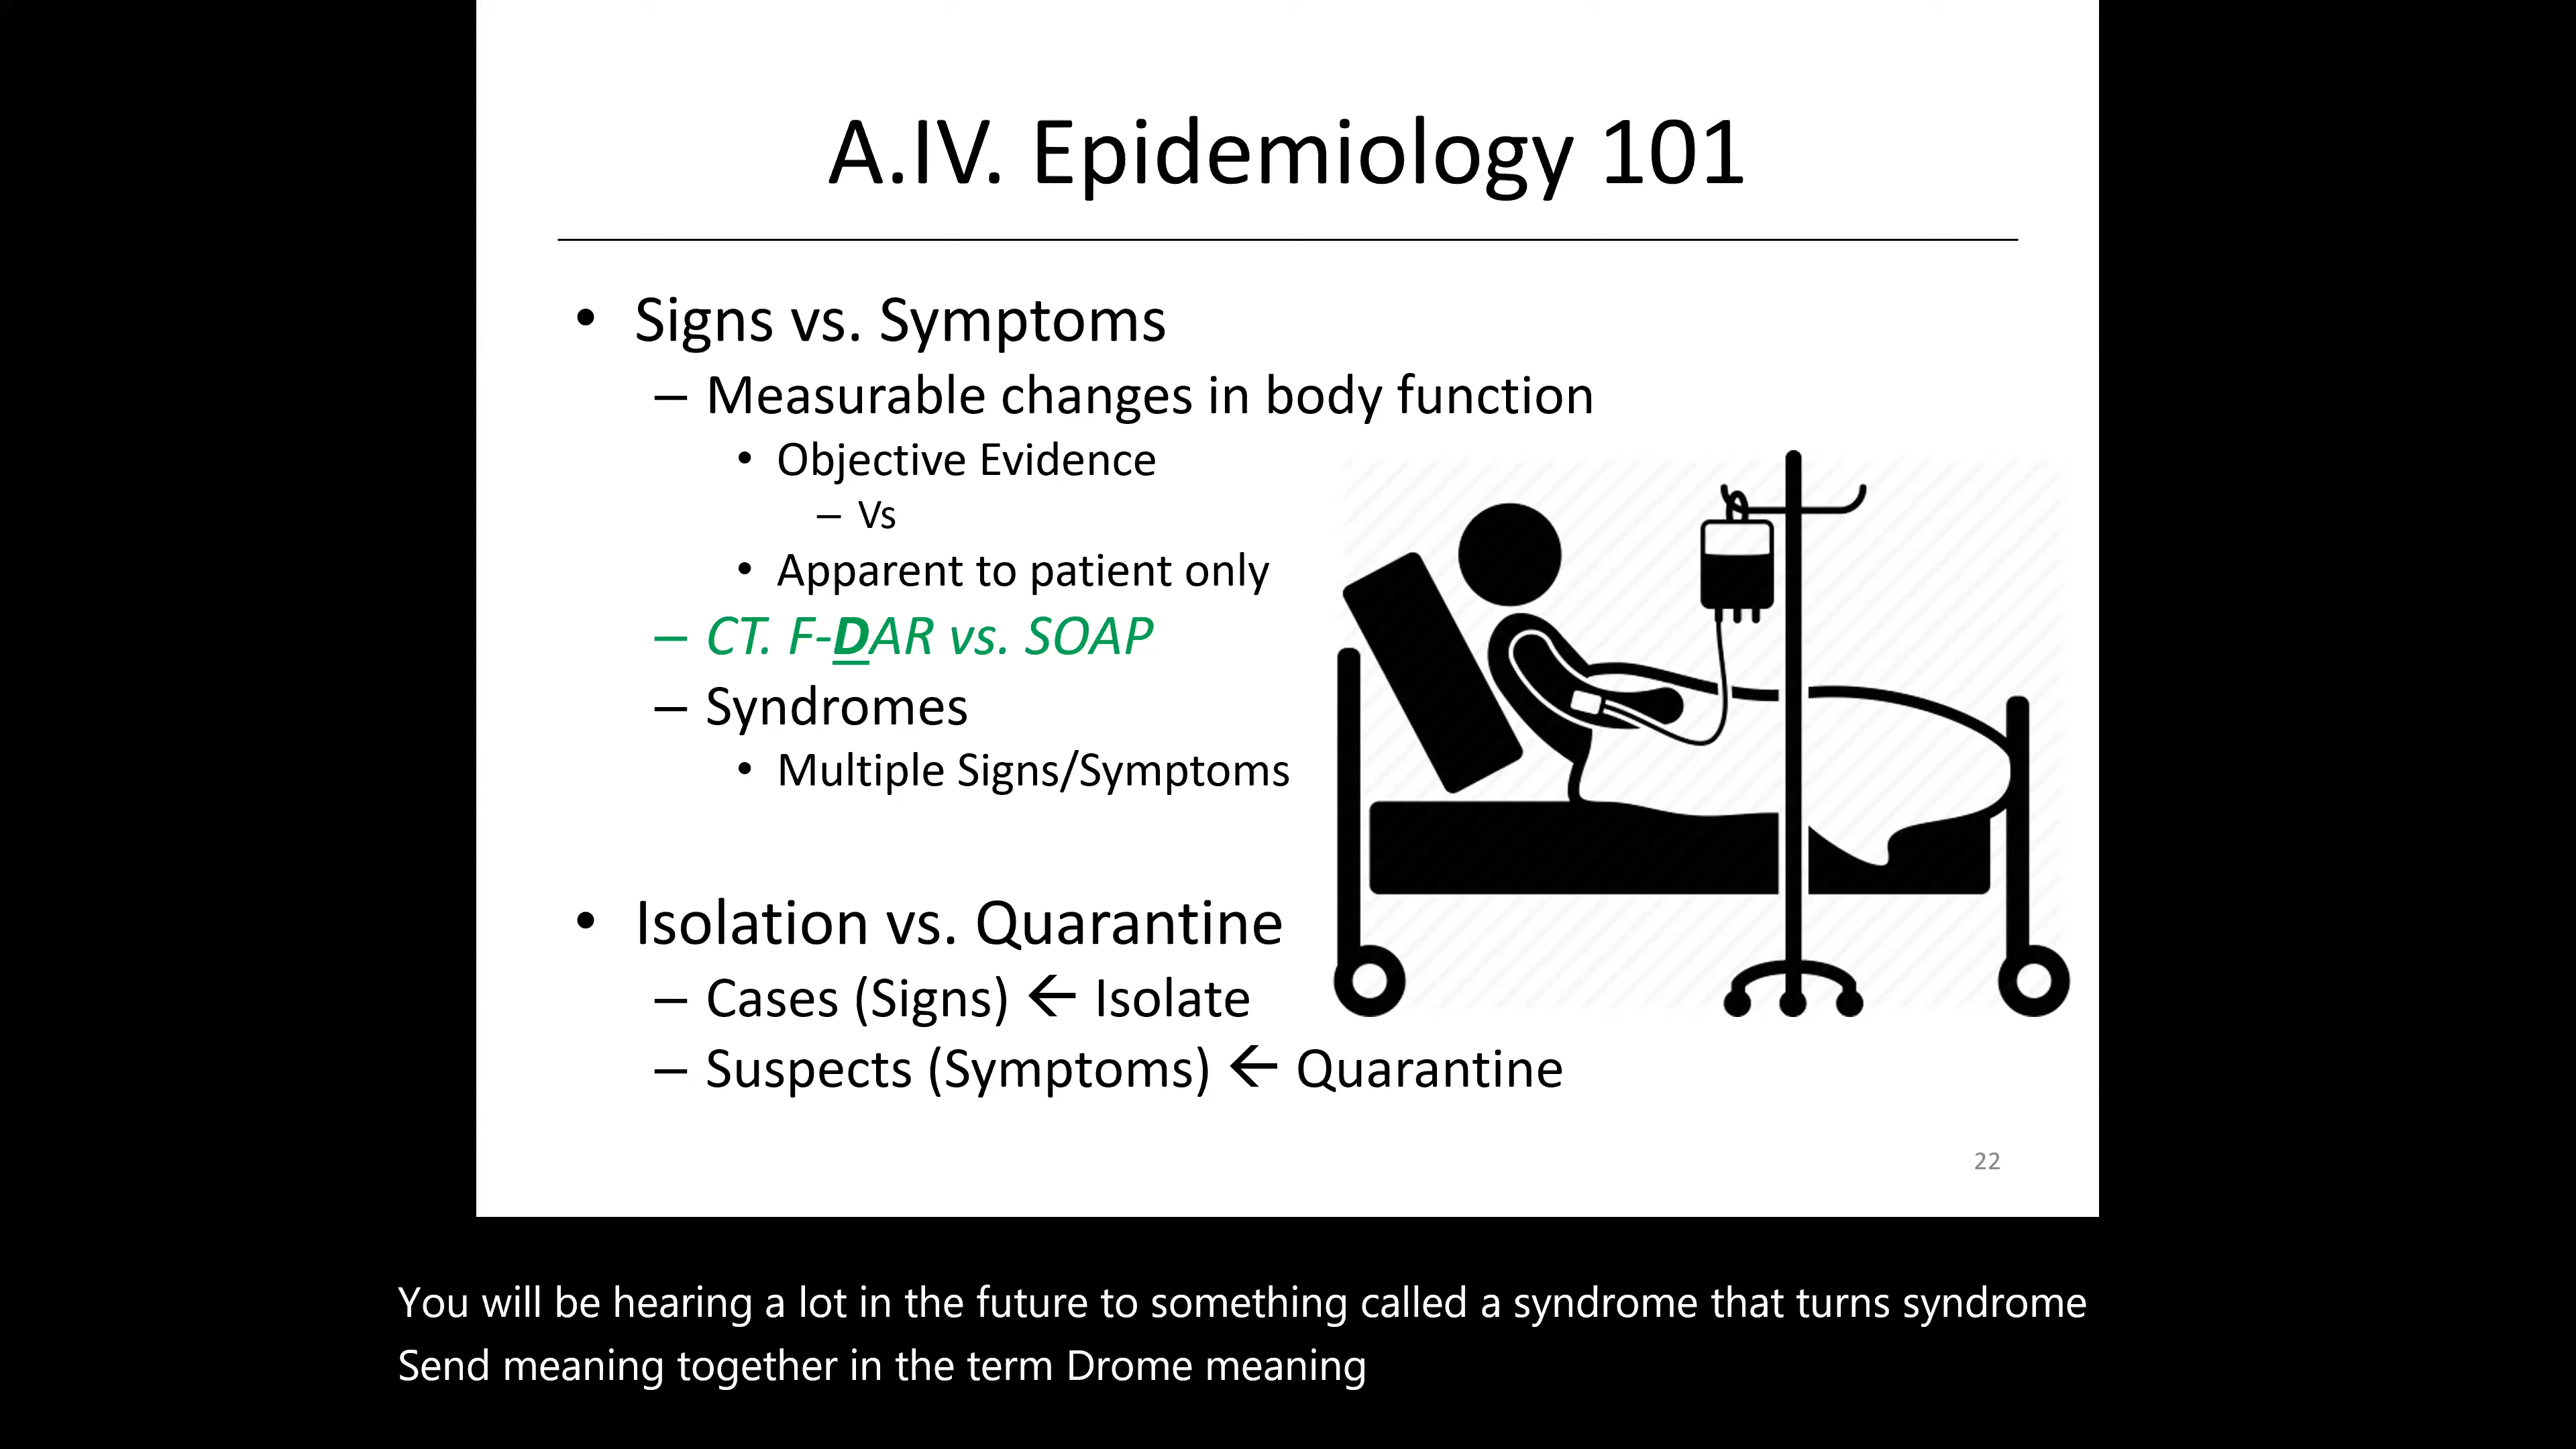 A.IV. Epidemiology 101
• Signs vs. Symptoms
– Measurable changes in body function
• Objective Evidence
– Vs
• Apparent to patient only
– CT. F-DAR vs. SOAP
– Syndromes
• Multiple Signs/Symptoms
• Isolation vs. Quarantine
– Cases (Signs) ← Isolate
– Suspects (Symptoms) ← Quarantine
22
You will be hearing a lot in the future to something called a syndrome that turns syndrome
Send meaning together in the term Drome meaning